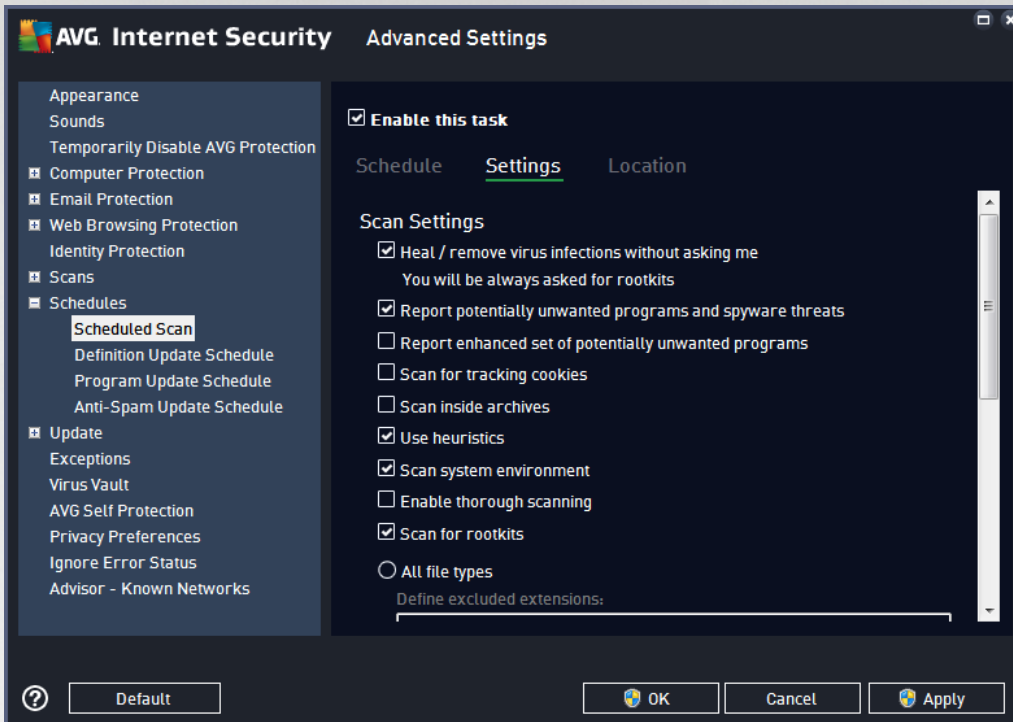 AVG. Internet Security Advanced Settings
Appearance
Sounds
Temporarily Disable AVG Protection
Computer Protection
Email Protection
Web Browsing Protection
Identity Protection
Scans
Schedules
Scheduled Scan
Definition Update Schedule
Program Update Schedule
Anti-Spam Update Schedule
Update
Exceptions
Virus Vault
AVG Self Protection
Privacy Preferences
Ignore Error Status
Advisor - Known Networks
Enable this task
Schedule Settings Location
Scan Settings
Heal / remove virus infections without asking me
You will be always asked for rootkits
Report potentially unwanted programs and spyware threats
Report enhanced set of potentially unwanted programs
Scan for tracking cookies
Scan inside archives
Use heuristics
Scan system environment
Enable thorough scanning
Scan for rootkits
All file types
Define excluded extensions:
? Default OK Cancel Apply